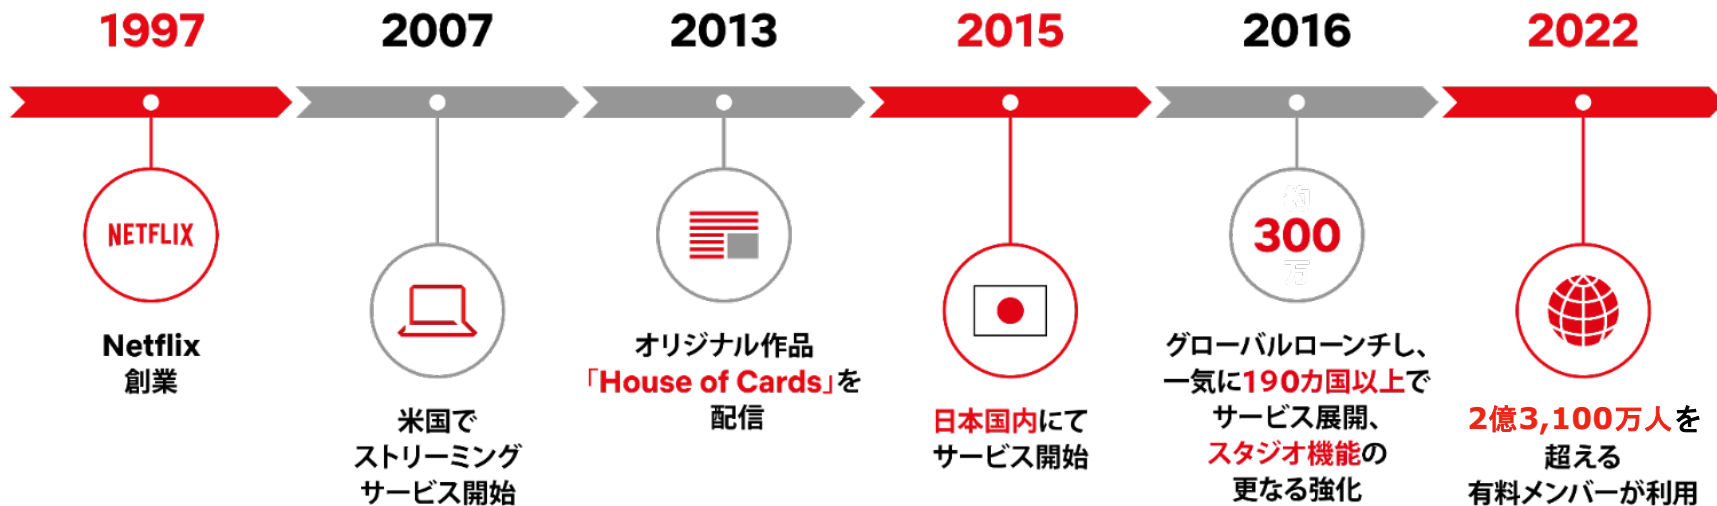 1997
2007
2013
2015
2016
2022
NETFLIX
Netflix
創業
米国で
ストリーミング
サービス開始
オリジナル作品
「House of Cards」を
配信
日本国内にて
サービス開始
約
300
万
グローバルローンチし、
一気に190カ国以上で
サービス展開、
スタジオ機能の
更なる強化
2億3,100万人を
超える
有料メンバーが利用